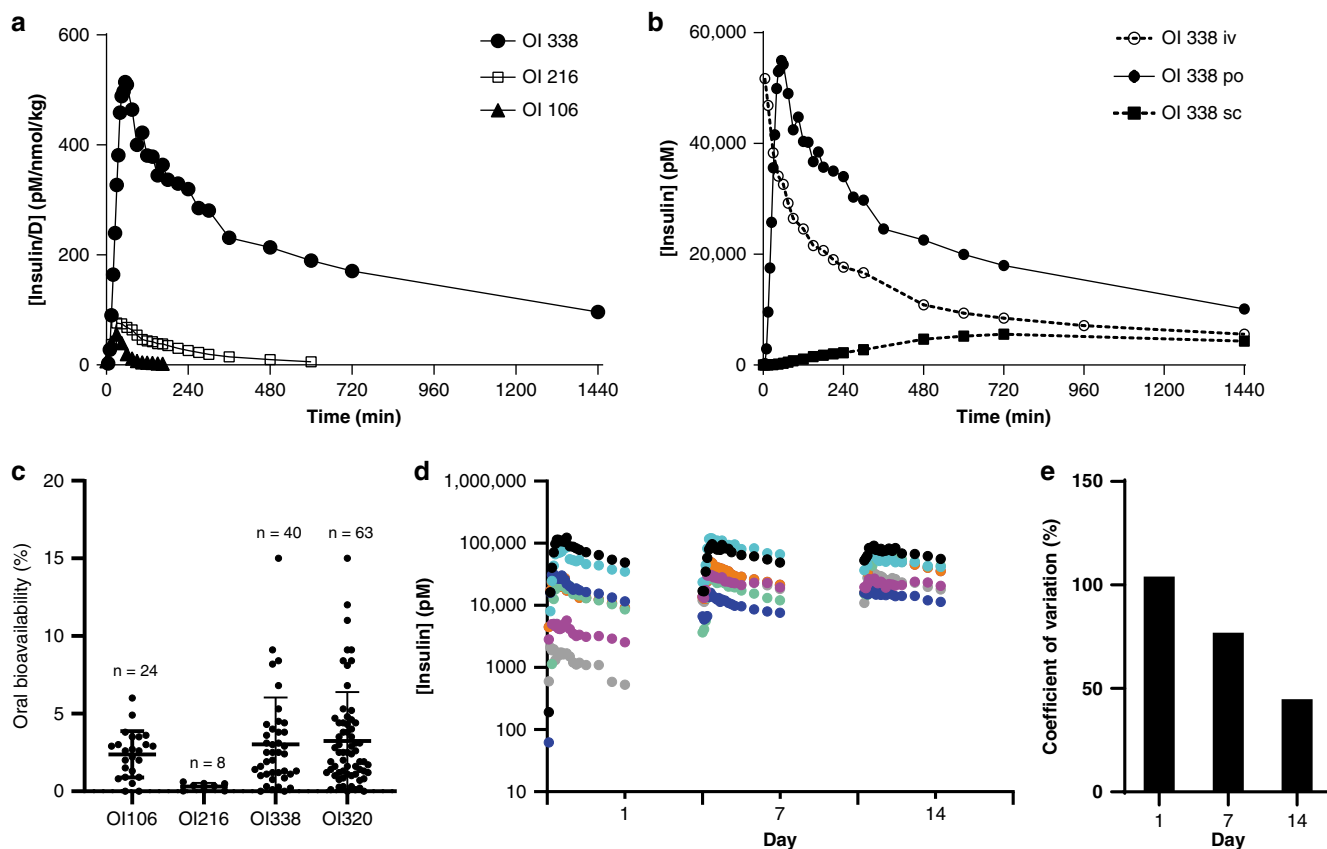 a
600
400
200
0
[Insulin/D] (pM/nmol/kg)
OI 338
OI 216
OI 106
0 240 480 720 960 1200 1440
Time (min)
b
60,000
40,000
20,000
0
[Insulin] (pM)
OI 338 iv
OI 338 po
OI 338 sc
0 240 480 720 960 1200 1440
Time (min)
c
20
15
10
5
0
Oral bioavailability (%)
n = 24
n = 8
n = 40
n = 63
OI106 OI216 OI338 OI320
d
1,000,000
100,000
10,000
1000
100
10
[Insulin] (pM)
1 7 14
Day
e
150
100
50
0
Coefficient of variation (%)
1 7 14
Day